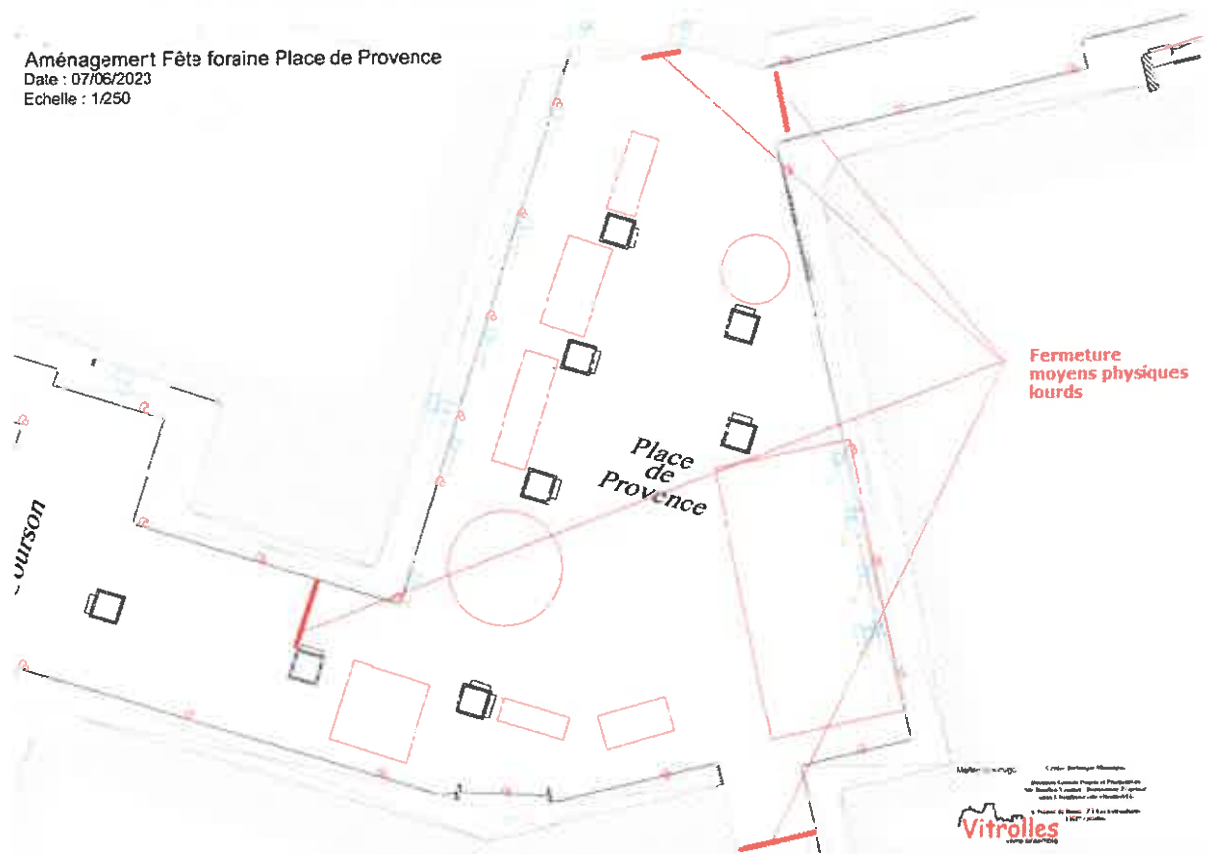 Aménagement Fête foraine Place de Provence
Date : 07/06/2023
Echelle : 1/250
Fermeture
moyens physiques
lourds
Place
de
Provence
ourson
Vitrolles